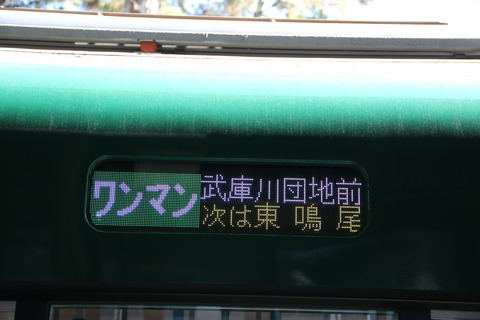 ワンマン
武庫川団地前
次は東鳴尾